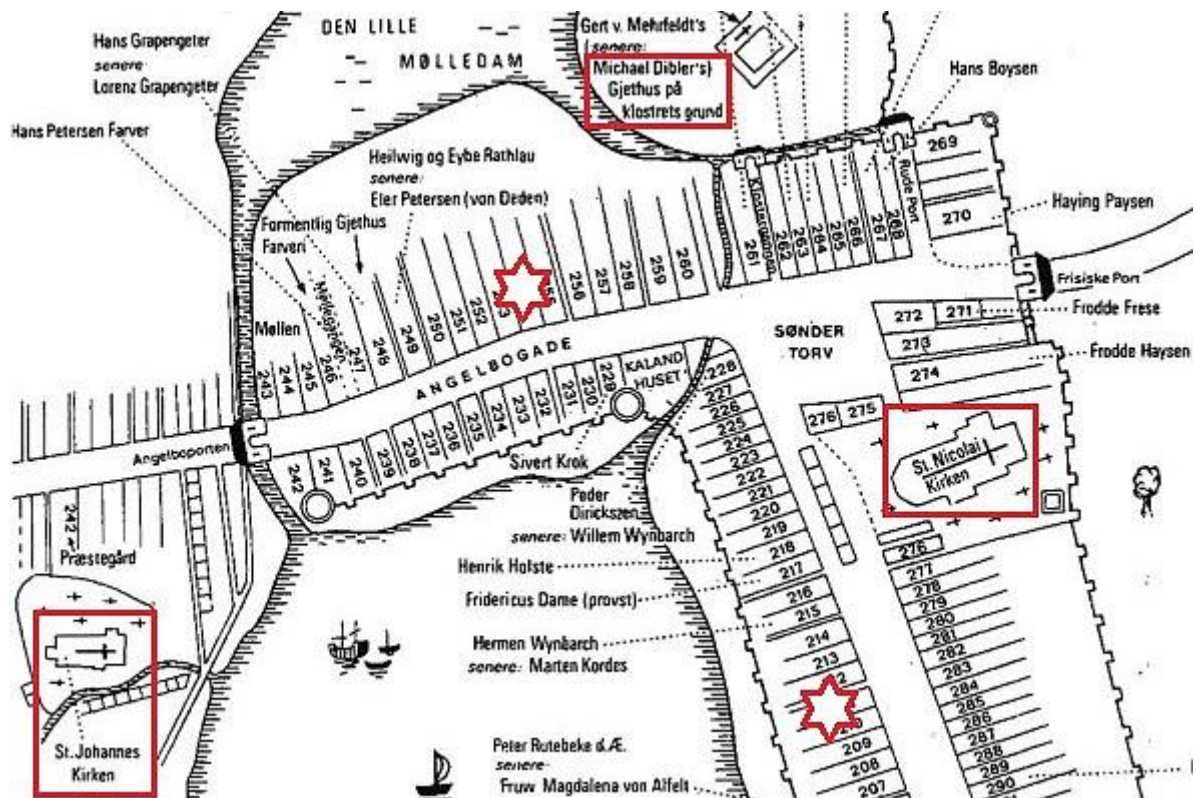 DEN LILLE
MØLLEDAM
Hans Grapengeter
senere:
Lorenz Grapengeter
Hans Petersen Farver
Gert v. Mehrfeldt's
(senere:
Michael Dibler's)
Gjethus på
klostrets grund
Hans Boysen
Heilwig og Eybe Rathlau
senere:
Eler Petersen (von Deden)
Formentlig Gjethus
Farveri
Møllegangen
Møllen
243
244
245
246
247
248
249
250
251
252
256
257
258
259
260
261
Klostergangen
262
263
264
265
266
267
268
Rude Port
269
270
Haying Paysen
Frisiske Port
272
271
Frodde Frese
273
Frodde Haysen
274
276
275
SØNDER
TORV
ANGELBOGADE
KALAND
HUSET
Angelboporten
242
241
240
239
238
237
236
235
234
233
232
231
230
229
Sivert Krok
228
227
226
225
224
223
222
221
220
219
218
217
216
215
214
213
209
208
207
St. Nicolai
Kirken
276
277
278
279
280
281
282
283
284
285
286
287
288
289
290
Peder
Dirickszen
senere: Willem Wynbarch
Henrik Holste
Fridericus Dame (provst)
Hermen Wynbarch
senere: Marten Kordes
Peter Rutebeke d.Æ.
senere:
Fruw Magdalena von Alfelt
Præstegård
St. Johannes
Kirken